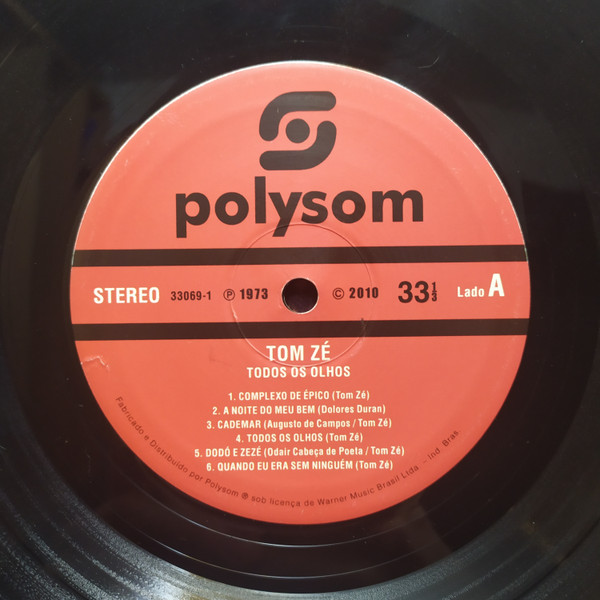 polysom
STEREO 33069-1 ℗ 1973 © 2010 33 1/3 Lado A
TOM ZÉ
TODOS OS OLHOS
1. COMPLEXO DE ÉPICO (Tom Zé)
2. A NOITE DO MEU BEM (Dolores Duran)
3. CADEMAR (Augusto de Campos / Tom Zé)
4. TODOS OS OLHOS (Tom Zé)
5. DODÓ E ZEZÉ (Odair Cabeça de Poeta / Tom Zé)
6. QUANDO EU ERA SEM NINGUÉM (Tom Zé)
Fabricado e Distribuído por Polysom ® sob licença de Warner Music Brasil Ltda. - Ind. Bras.